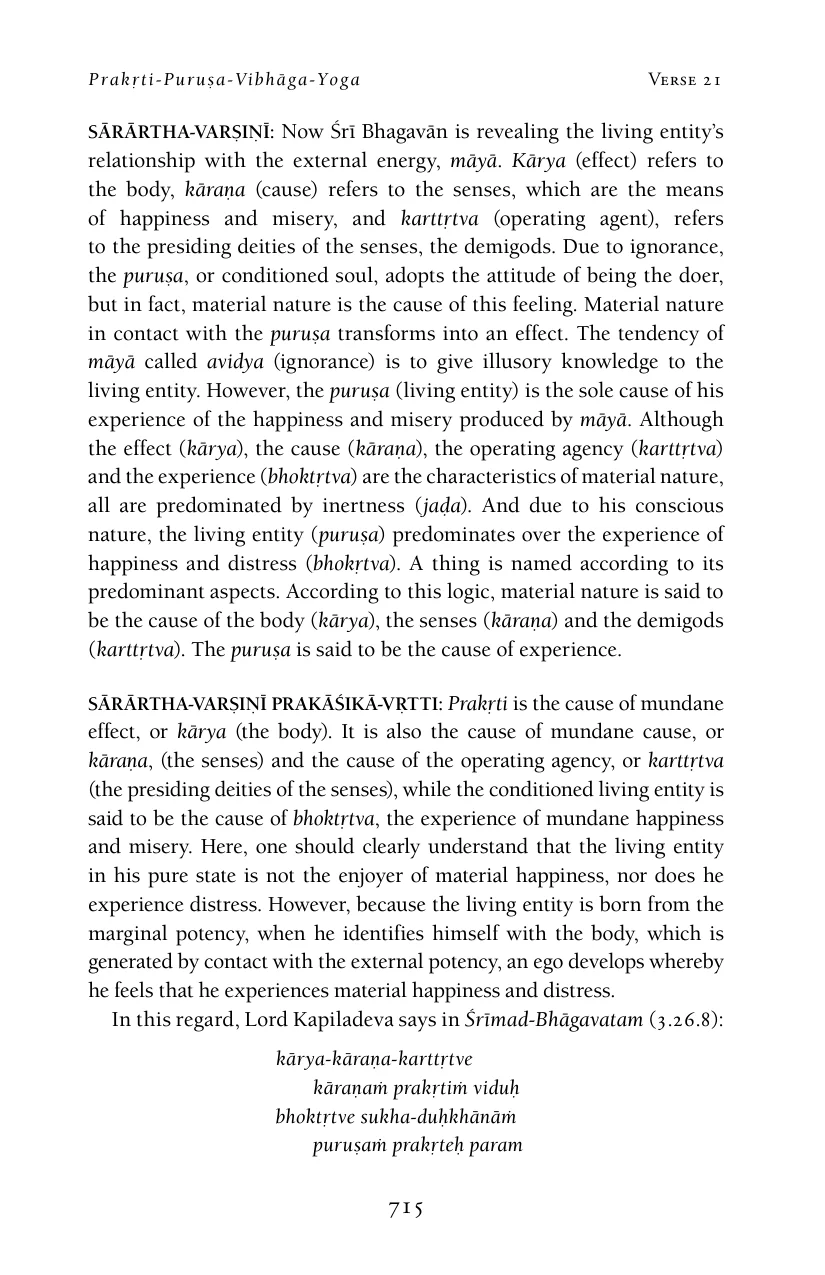 Prakṛti-Puruṣa-Vibhāga-Yoga Verse 21
SĀRĀRTHA-VARṢIṆĪ: Now Śrī Bhagavān is revealing the living entity's
relationship with the external energy, māyā. Kārya (effect) refers to
the body, kāraṇa (cause) refers to the senses, which are the means
of happiness and misery, and karttṛtva (operating agent), refers
to the presiding deities of the senses, the demigods. Due to ignorance,
the puruṣa, or conditioned soul, adopts the attitude of being the doer,
but in fact, material nature is the cause of this feeling. Material nature
in contact with the puruṣa transforms into an effect. The tendency of
māyā called avidya (ignorance) is to give illusory knowledge to the
living entity. However, the puruṣa (living entity) is the sole cause of his
experience of the happiness and misery produced by māyā. Although
the effect (kārya), the cause (kāraṇa), the operating agency (karttṛtva)
and the experience (bhoktṛtva) are the characteristics of material nature,
all are predominated by inertness (jaḍa). And due to his conscious
nature, the living entity (puruṣa) predominates over the experience of
happiness and distress (bhokṛtva). A thing is named according to its
predominant aspects. According to this logic, material nature is said to
be the cause of the body (kārya), the senses (kāraṇa) and the demigods
(karttṛtva). The puruṣa is said to be the cause of experience.
SĀRĀRTHA-VARṢIṆĪ PRAKĀŚIKĀ-VṚTTI: Prakṛti is the cause of mundane
effect, or kārya (the body). It is also the cause of mundane cause, or
kāraṇa, (the senses) and the cause of the operating agency, or karttṛtva
(the presiding deities of the senses), while the conditioned living entity is
said to be the cause of bhoktṛtva, the experience of mundane happiness
and misery. Here, one should clearly understand that the living entity
in his pure state is not the enjoyer of material happiness, nor does he
experience distress. However, because the living entity is born from the
marginal potency, when he identifies himself with the body, which is
generated by contact with the external potency, an ego develops whereby
he feels that he experiences material happiness and distress.
In this regard, Lord Kapiladeva says in Śrīmad-Bhāgavatam (3.26.8):
kārya-kāraṇa-karttṛtve
kāraṇaṁ prakṛtiṁ viduḥ
bhoktṛtve sukha-duḥkhānāṁ
puruṣaṁ prakṛteḥ param
715